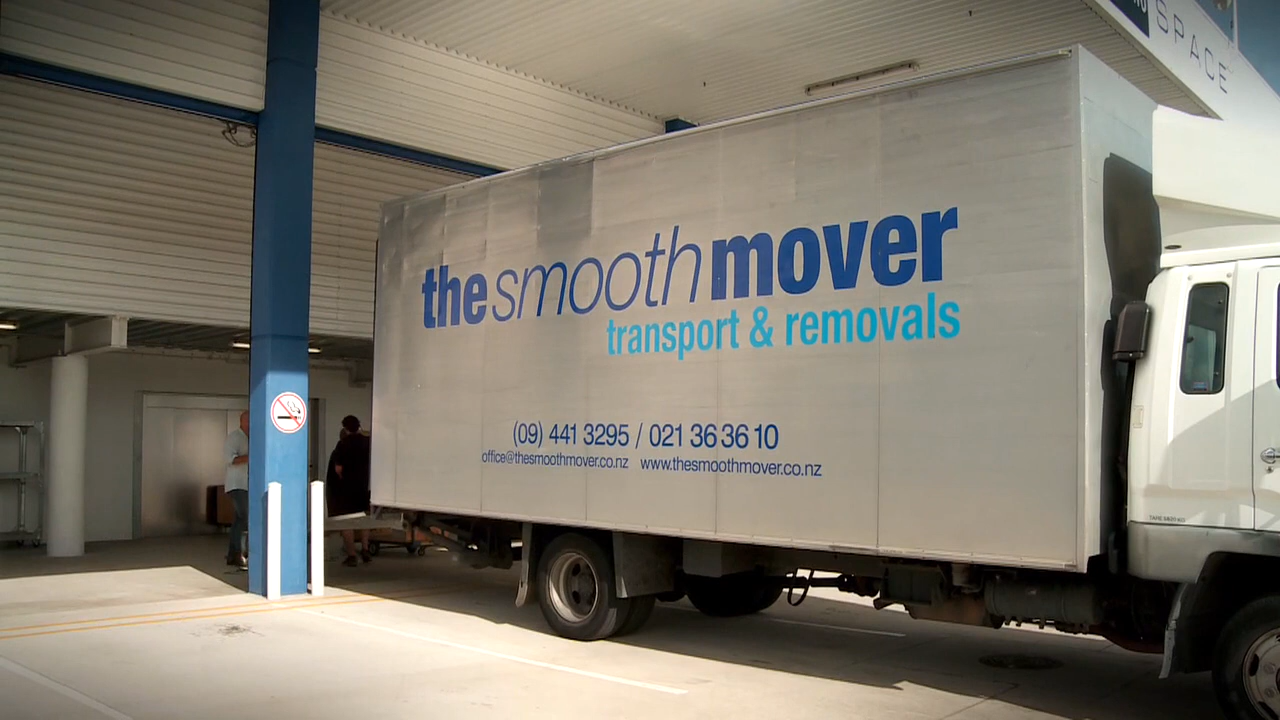 SPACE
the smooth mover
transport & removals
(09) 441 3295 / 021 36 36 10
office@thesmoothmover.co.nz www.thesmoothmover.co.nz